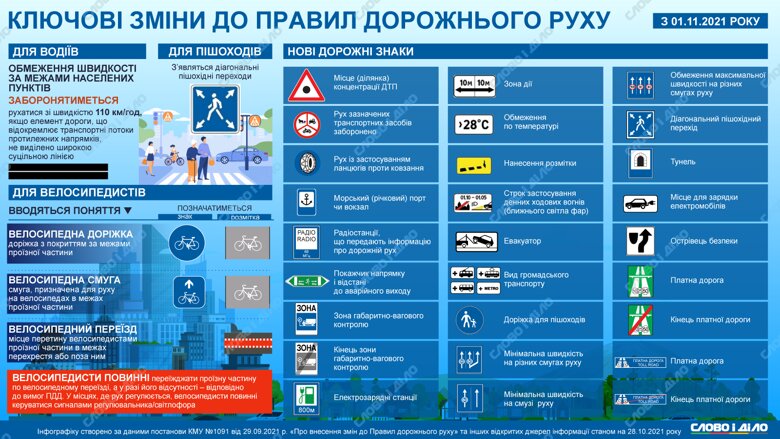 КЛЮЧОВІ ЗМІНИ ДО ПРАВИЛ ДОРОЖНЬОГО РУХУ
З 01.11.2021 РОКУ
ДЛЯ ВОДІЇВ
ОБМЕЖЕННЯ ШВИДКОСТІ
ЗА МЕЖАМИ НАСЕЛЕНИХ
ПУНКТІВ
ЗАБОРОНЯТИМЕТЬСЯ
рухатися зі швидкістю 110 км/год,
якщо елемент дороги, що
відокремлює транспортні потоки
протилежних напрямків,
не виділено широкою
суцільною лінією
ДЛЯ ПІШОХОДІВ
З'являться діагональні
пішохідні переходи
ДЛЯ ВЕЛОСИПЕДИСТІВ
ВВОДЯТЬСЯ ПОНЯТТЯ ▼
ПОЗНАЧАТИМЕТЬСЯ
знак
розмітка
ВЕЛОСИПЕДНА ДОРІЖКА
доріжка з покриттям за межами
проїзної частини
ВЕЛОСИПЕДНА СМУГА
смуга, призначена для руху
на велосипедах в межах
проїзної частини
ВЕЛОСИПЕДНИЙ ПЕРЕЇЗД
місце перетину велосипедистами
проїзної частини в межах
перехрестя або поза ним
ВЕЛОСИПЕДИСТИ ПОВИННІ переїжджати проїзну частину
по велосипедному переїзді, а у разі його відсутності – відповідно
до вимог ПДД. У місцях, де рух регулюється, велосипедисти повинні
керуватися сигналами регулювальника/світлофора
НОВІ ДОРОЖНІ ЗНАКИ
Місце (ділянка)
концентрації ДТП
Рух зазначених
транспортних засобів
заборонено
Рух із застосуванням
ланцюгів проти ковзання
Морський (річковий) порт
чи вокзал
РАДІО
RADIO
МГц
Радіостанції,
що передають інформацію
про дорожній рух
Покажчик напрямку
і відстані
до аварійного виходу
ЗОНА
Зона габаритно-вагового
контролю
ЗОНА
Кінець зони
габаритно-вагового
контролю
800м
Електрозарядні станції
10м 10м
Зона дії
>28°C
Обмеження
по температурі
Нанесення розмітки
01.10 - 01.05
Строк застосування
денних ходових вогнів
(ближнього світла фар)
Евакуатор
+ METRO
Вид громадського
транспорту
Доріжка для пішоходів
Мінімальна швидкість
на різних смугах руху
Мінімальна швидкість
на смузі руху
Обмеження максимальної
швидкості на різних
смугах руху
Діагональний пішохідний
перехід
Тунель
Місце для зарядки
електромобілів
Острівець безпеки
Платна дорога
Кінець платної дороги
ПЛАТНА ДОРОГА
TOLL ROAD
Платна дорога
ПЛАТНА ДОРОГА
TOLL ROAD
Кінець платної дороги
Інфографіку створено за даними постанови КМУ №1091 від 29.09.2021 р. «Про внесення змін до Правил дорожнього руху» та інших відкритих джерел інформації станом на 28.10.2021 року
СЛОВО І ДІЛО